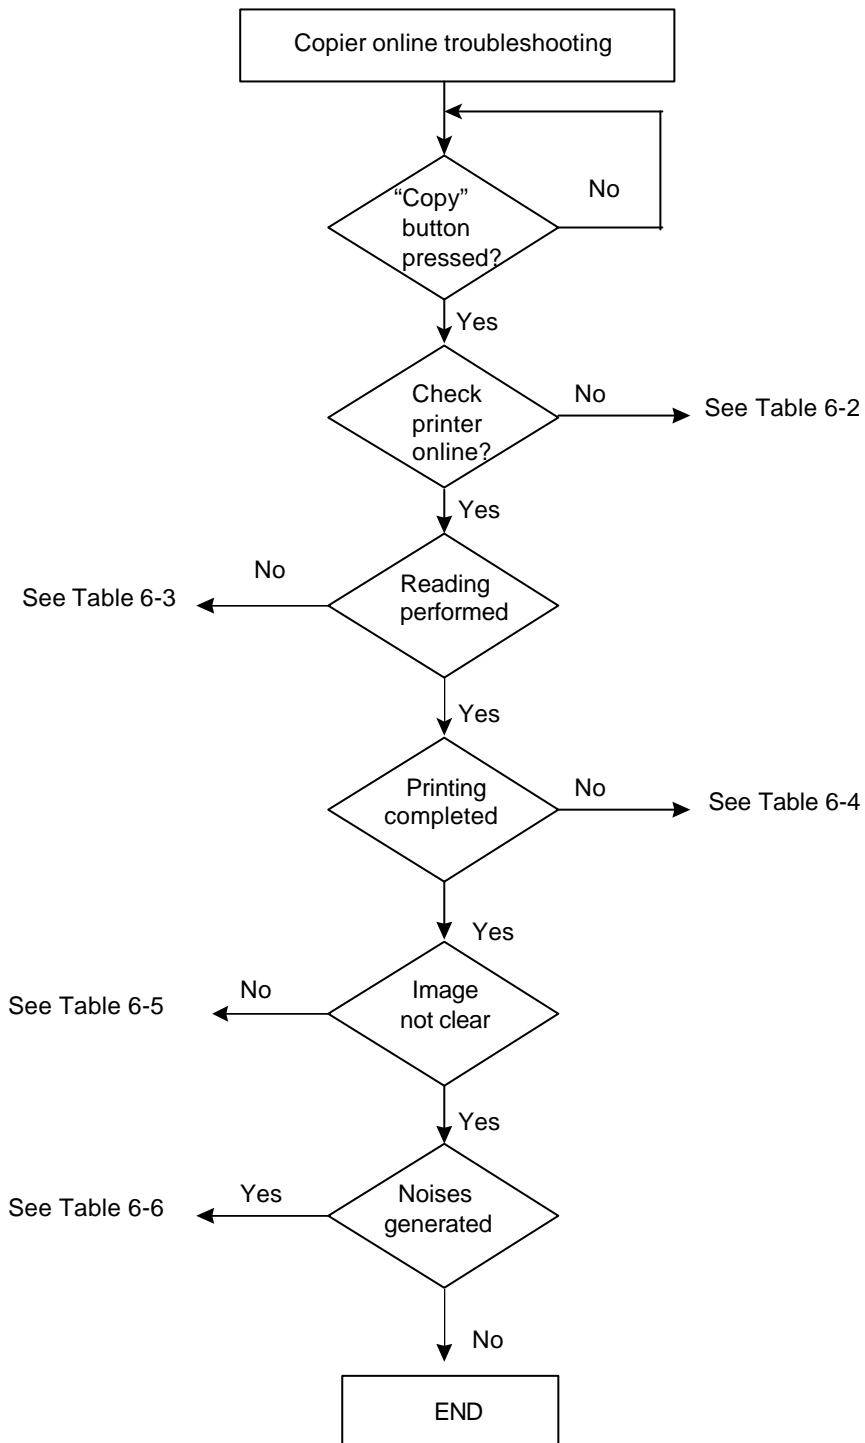 Copier online troubleshooting
No
“Copy”
button
pressed?
Yes
Check
printer
online?
No
See Table 6-2
Yes
No
See Table 6-3
Reading
performed
Yes
Printing
completed
No
See Table 6-4
Yes
See Table 6-5
No
Image
not clear
Yes
See Table 6-6
Yes
Noises
generated
No
END